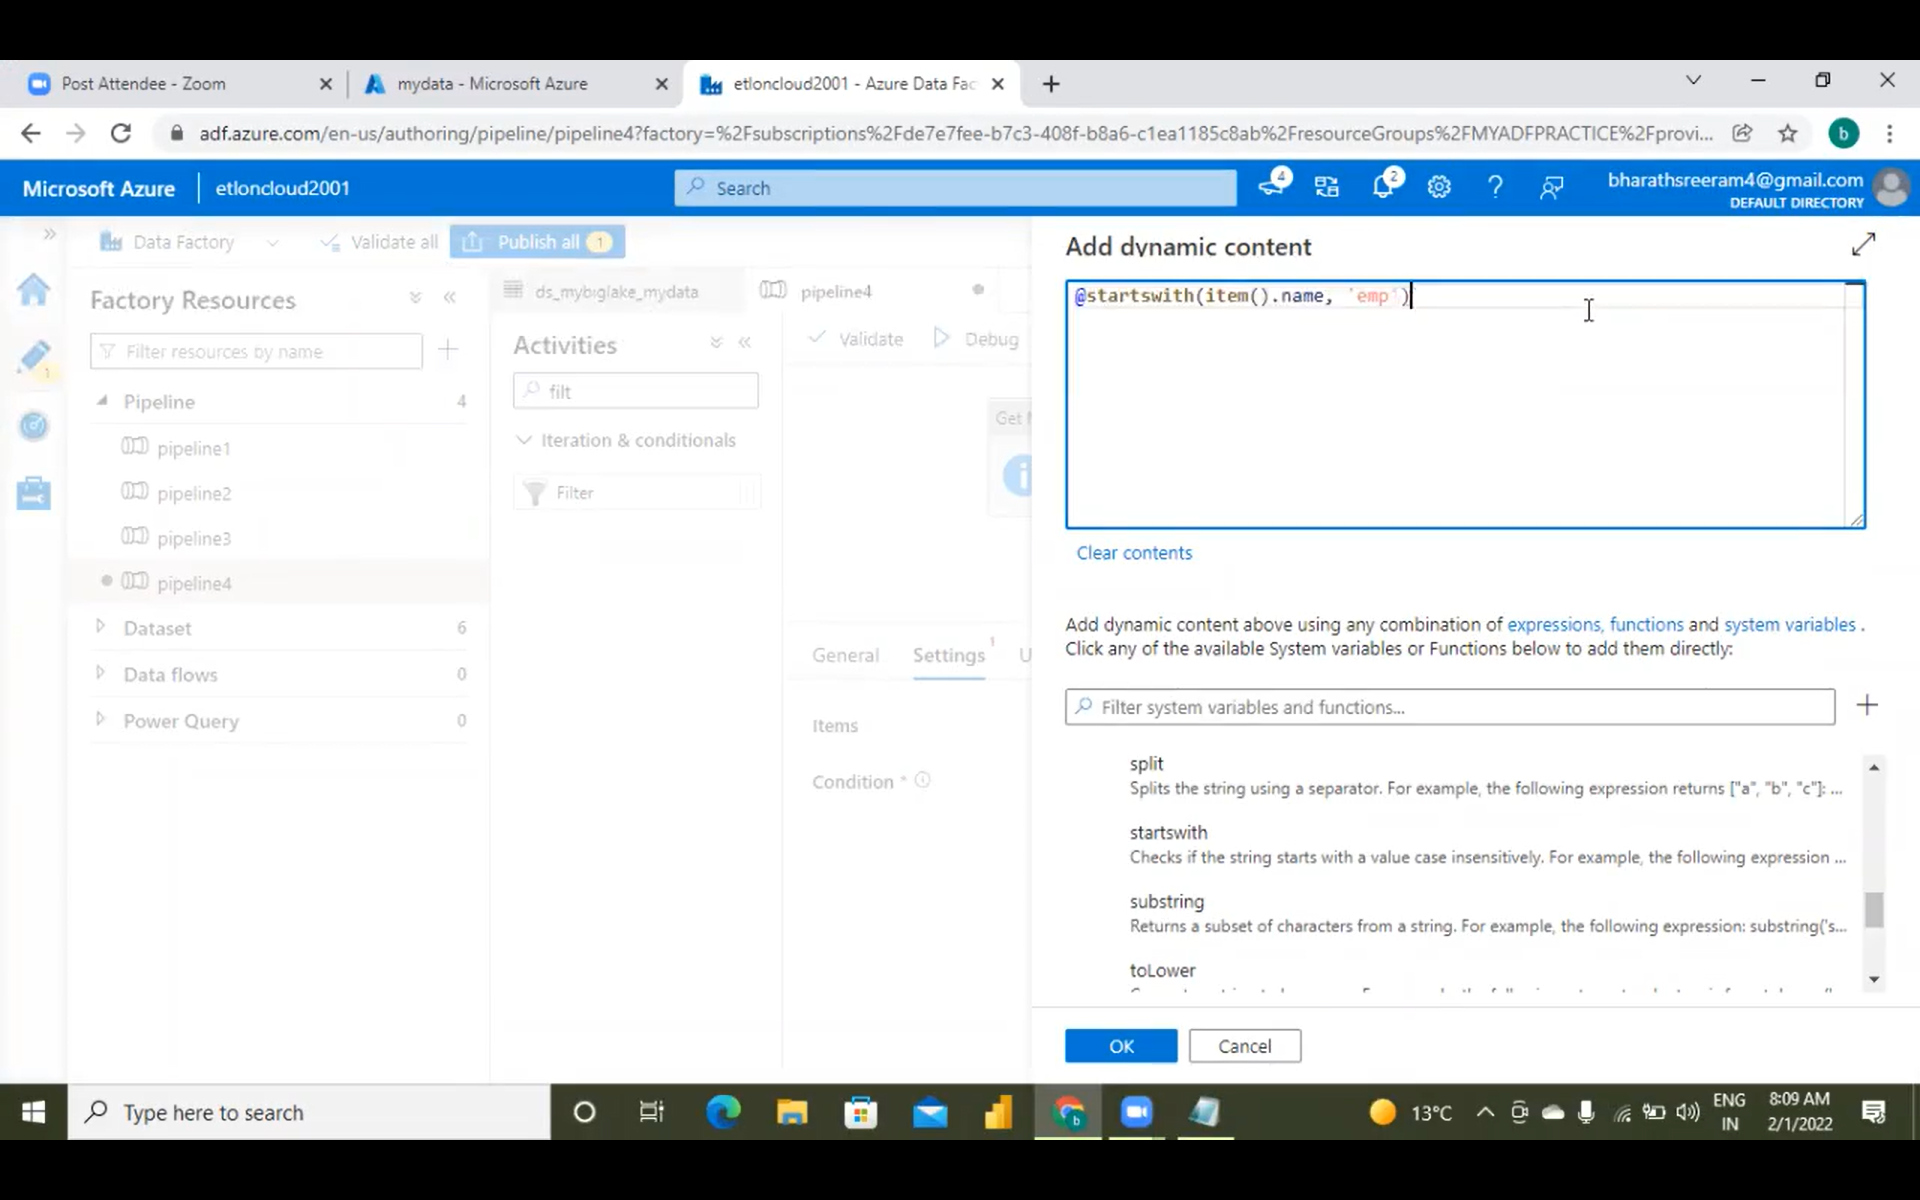 Post Attendee - Zoom
mydata - Microsoft Azure
etloncloud2001 - Azure Data Fac
adf.azure.com/en-us/authoring/pipeline/pipeline4?factory=%2Fsubscriptions%2Fde7e7fee-b7c3-408f-b8a6-c1ea1185c8ab%2FresourceGroups%2FMYADFPRACTICE%2Fprovi...
b
Microsoft Azure
etloncloud2001
Search
4
2
bharathsreeram4@gmail.com
DEFAULT DIRECTORY
Data Factory
Validate all
Publish all 1
Factory Resources
Filter resources by name
1
Pipeline 4
pipeline1
pipeline2
pipeline3
pipeline4
Dataset 6
Data flows 0
Power Query 0
ds_mybiglake_mydata
pipeline4
Activities
filt
Iteration & conditionals
Filter
Validate
Debug
Get
General
Settings 1
U
Items
Condition *
Add dynamic content
@startswith(item().name, 'emp')
Clear contents
Add dynamic content above using any combination of expressions, functions and system variables .
Click any of the available System variables or Functions below to add them directly:
Filter system variables and functions...
split
Splits the string using a separator. For example, the following expression returns ["a", "b", "c"]: ...
startswith
Checks if the string starts with a value case insensitively. For example, the following expression ...
substring
Returns a subset of characters from a string. For example, the following expression: substring('s...
toLower
OK
Cancel
Type here to search
13°C
ENG
IN
8:09 AM
2/1/2022